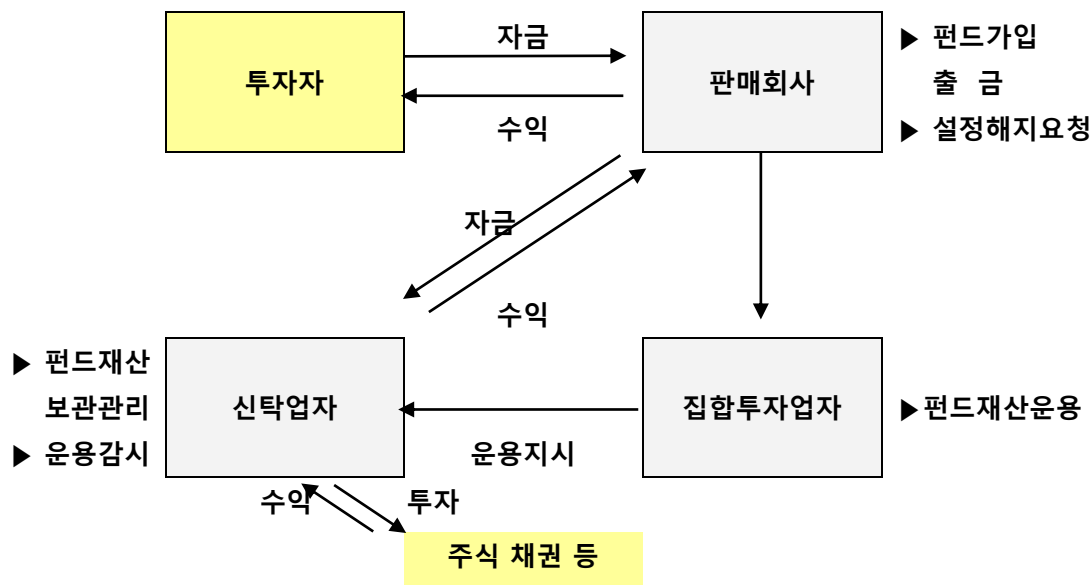 자금
▶ 펀드가입
투자자
판매회사
출 금
수익
▶ 설정해지요청
자금
수익
▶ 펀드재산
보관관리
신탁업자
집합투자업자
▶펀드재산운용
▶ 운용감시
운용지시
수익
투자
주식 채권 등